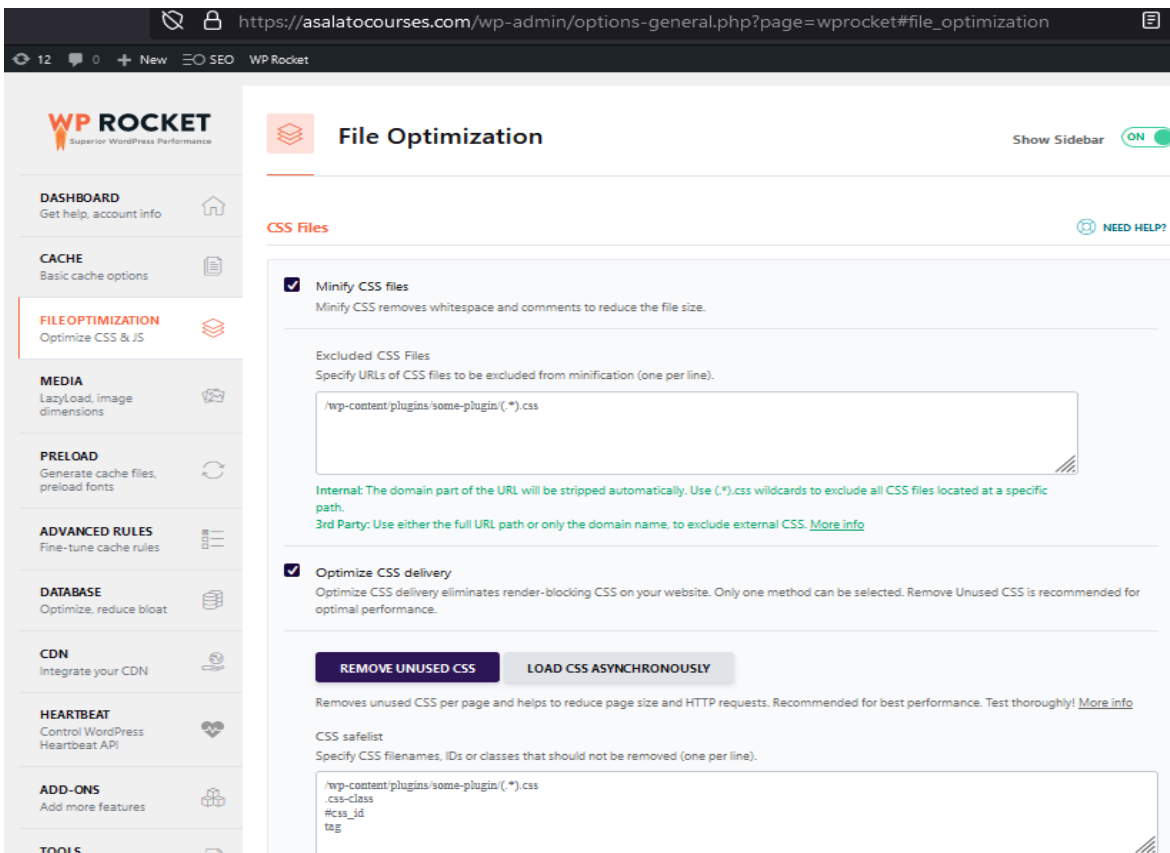 https://asalatocourses.com/wp-admin/options-general.php?page=wprocket#file_optimization
12 0 + New SEO WP Rocket
WP ROCKET
Superior WordPress Performance
File Optimization
Show Sidebar ON
DASHBOARD
Get help, account info
CACHE
Basic cache options
FILE OPTIMIZATION
Optimize CSS & JS
MEDIA
LazyLoad, image
dimensions
PRELOAD
Generate cache files,
preload fonts
ADVANCED RULES
Fine-tune cache rules
DATABASE
Optimize, reduce bloat
CDN
Integrate your CDN
HEARTBEAT
Control WordPress
Heartbeat API
ADD-ONS
Add more features
TOOLS
CSS Files
NEED HELP?
Minify CSS files
Minify CSS removes whitespace and comments to reduce the file size.
Excluded CSS Files
Specify URLs of CSS files to be excluded from minification (one per line).
/wp-content/plugins/some-plugin/(.*).css
Internal: The domain part of the URL will be stripped automatically. Use (.*).css wildcards to exclude all CSS files located at a specific
path.
3rd Party: Use either the full URL path or only the domain name, to exclude external CSS. More info
Optimize CSS delivery
Optimize CSS delivery eliminates render-blocking CSS on your website. Only one method can be selected. Remove Unused CSS is recommended for
optimal performance.
REMOVE UNUSED CSS LOAD CSS ASYNCHRONOUSLY
Removes unused CSS per page and helps to reduce page size and HTTP requests. Recommended for best performance. Test thoroughly! More info
CSS safelist
Specify CSS filenames, IDs or classes that should not be removed (one per line).
/wp-content/plugins/some-plugin/(.*).css
.css-class
#css_id
tag